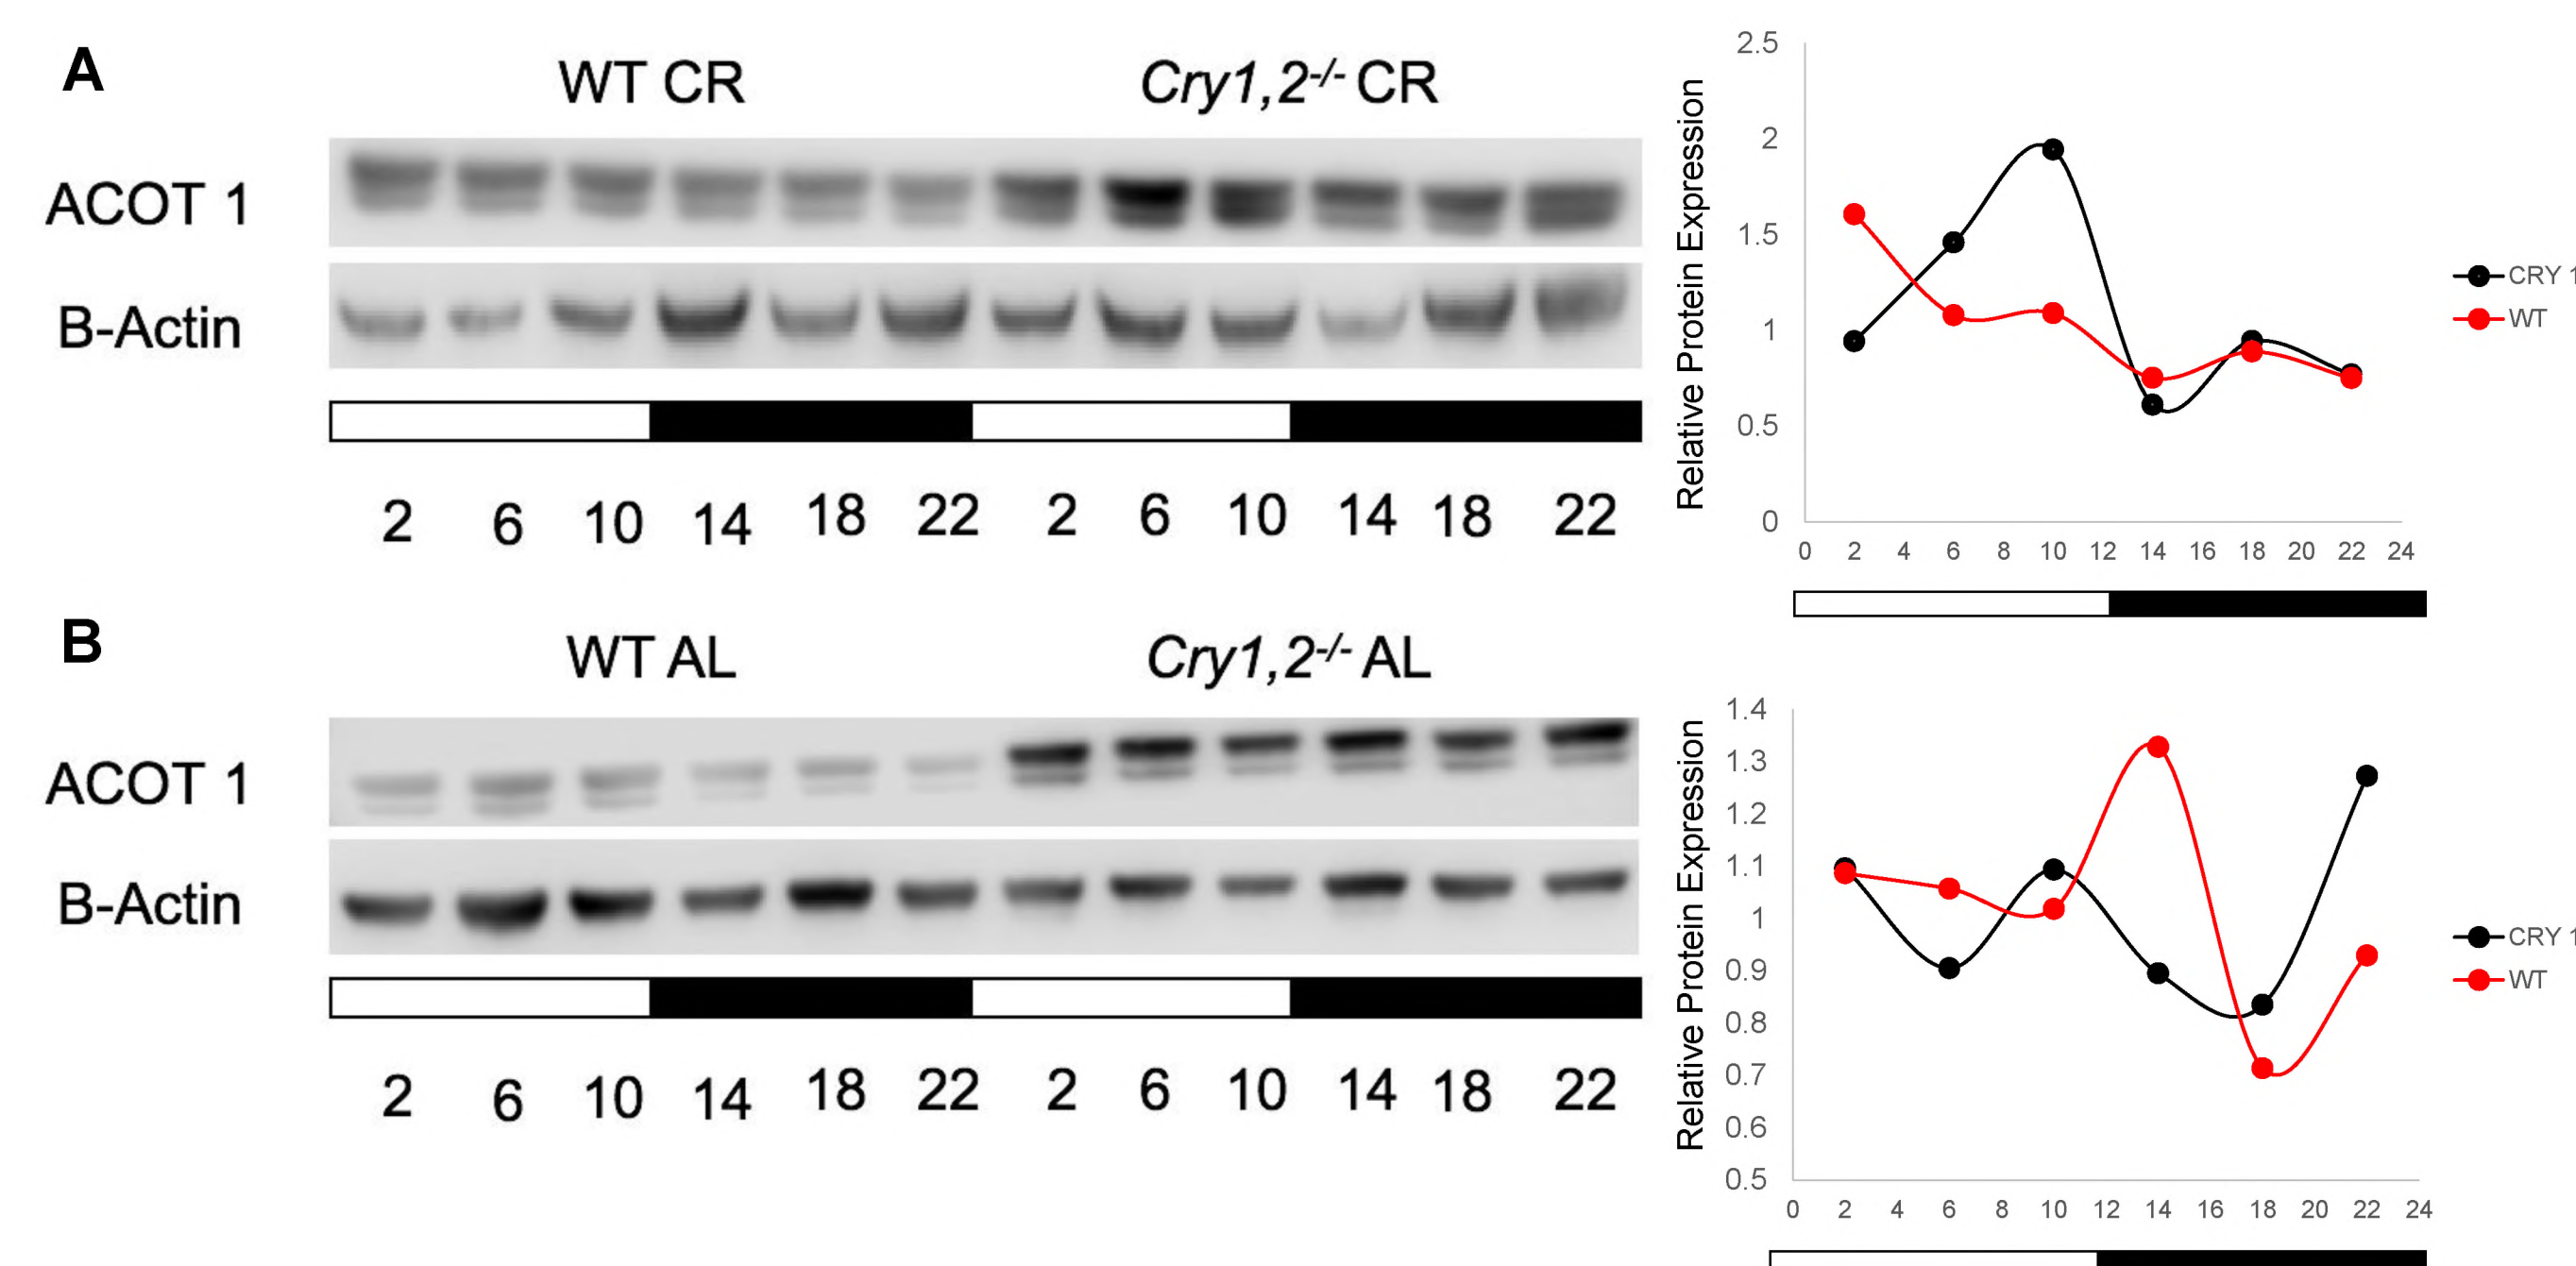 A
WT CR
Cry1,2-/- CR
ACOT 1
B-Actin
2 6 10 14 18 22 2 6 10 14 18 22
Relative Protein Expression
2.5
2
1.5
1
0.5
0
0 2 4 6 8 10 12 14 16 18 20 22 24
CRY 1
WT
B
WT AL
Cry1,2-/- AL
ACOT 1
B-Actin
2 6 10 14 18 22 2 6 10 14 18 22
Relative Protein Expression
1.4
1.3
1.2
1.1
1
0.9
0.8
0.7
0.6
0.5
0 2 4 6 8 10 12 14 16 18 20 22 24
CRY 1
WT